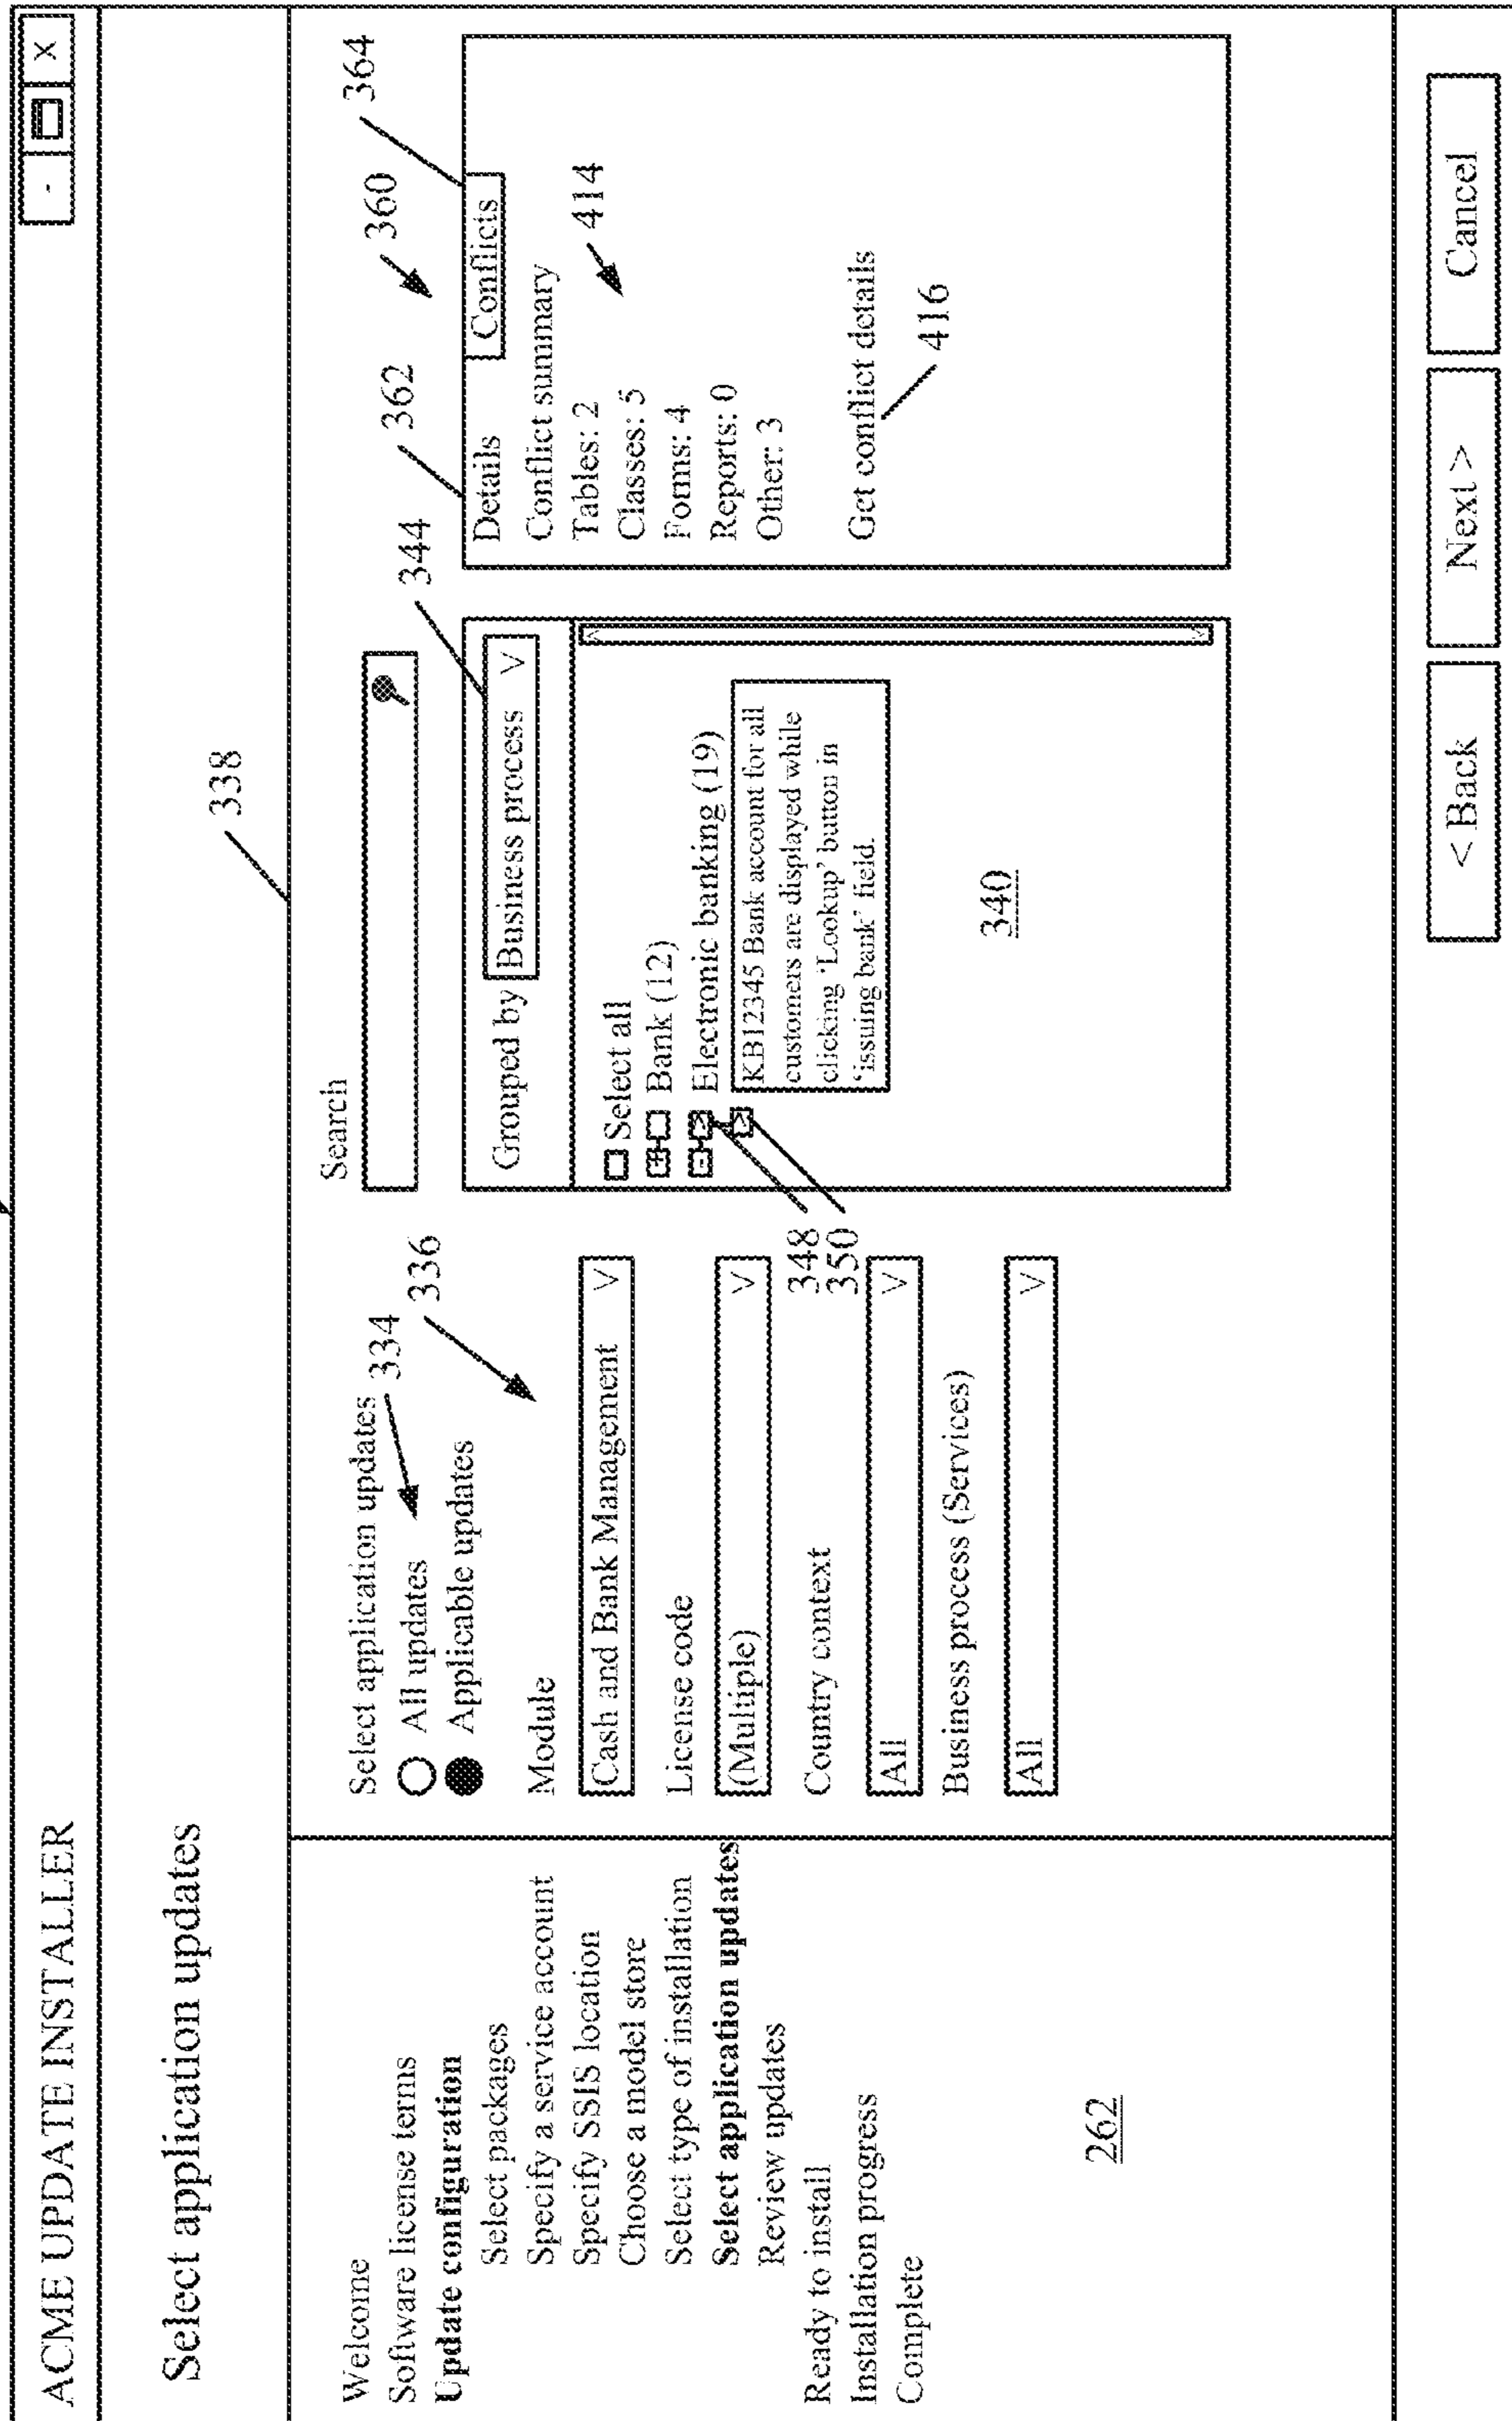 ACME UPDATE INSTALLER
- X
Select application updates
338
Welcome
Software license terms
Update configuration
Select packages
Specify a service account
Specify SSIS location
Choose a model store
Select type of installation
Select application updates
Review updates
Ready to install
Installation progress
Complete
262
Select application updates
334
All updates
Applicable updates
336
Module
Cash and Bank Management V
License code
(Multiple) V
348
350
Country context
All V
Business process (Services)
All V
Search
344
Grouped by Business process V
Select all
Bank (12)
Electronic banking (19)
KB12345 Bank account for all
customers are displayed while
clicking ‘Lookup’ button in
‘issuing bank’ field.
340
362
360
364
Details Conflicts
Conflict summary
Tables: 2
414
Classes: 5
Forms: 4
Reports: 0
Other: 3
Get conflict details
416
< Back Next > Cancel